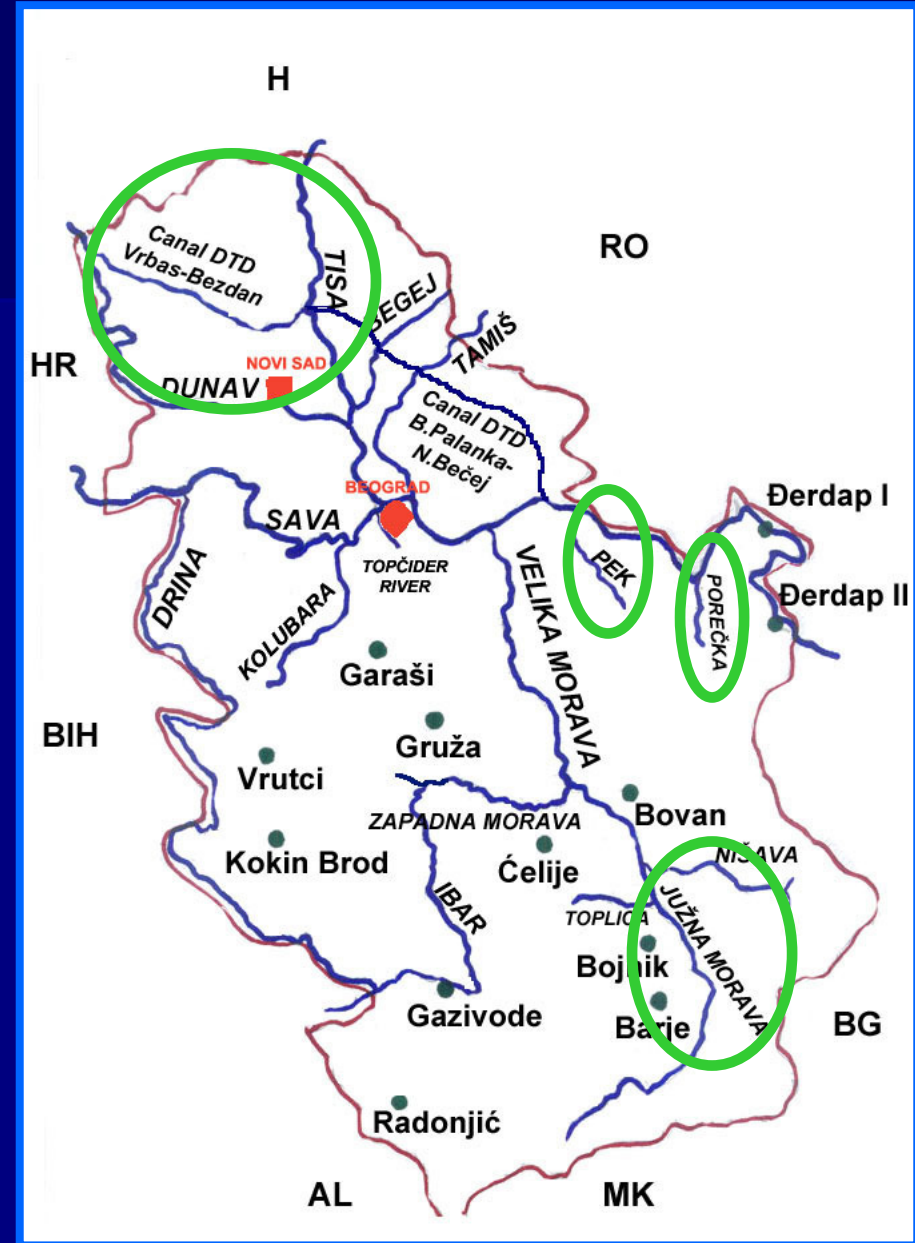 H
RO
Canal DTD
Vrbas-Bezdan
TISA
BEGEJ
TAMIŠ
HR
NOVI SAD
DUNAV
Canal DTD
B.Palanka-
N.Bečej
BEOGRAD
SAVA
Đerdap I
DRINA
TOPČIDER
RIVER
PEK
POREČKA
Đerdap II
KOLUBARA
VELIKA MORAVA
Garaši
BIH
Gruža
Vrutci
Bovan
ZAPADNA MORAVA
Kokin Brod
Ćelije
NIŠAVA
IBAR
TOPLICA
JUŽNA MORAVA
Bojnik
Gazivode
Barje
BG
Radonjić
AL
MK